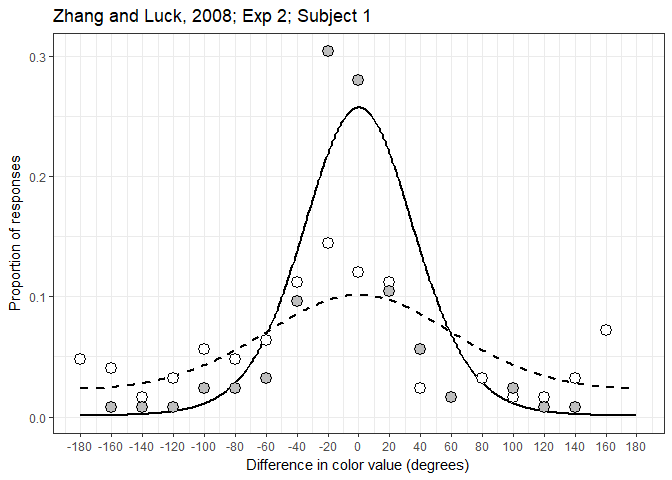 Zhang and Luck, 2008; Exp 2; Subject 1
0.3
0.2
0.1
0.0
Proportion of responses
-180 -160 -140 -120 -100 -80 -60 -40 -20 0 20 40 60 80 100 120 140 160 180
Difference in color value (degrees)